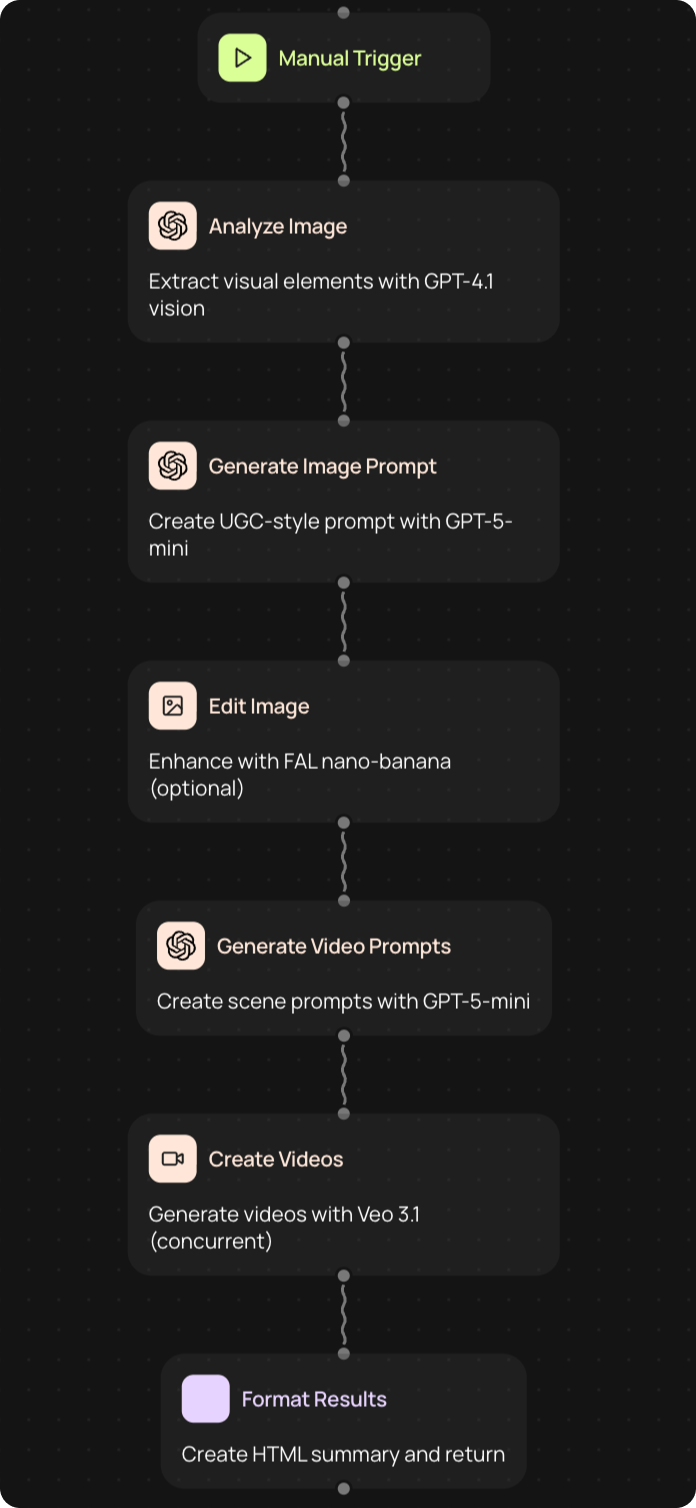 Manual Trigger
Analyze Image
Extract visual elements with GPT-4.1
vision
Generate Image Prompt
Create UGC-style prompt with GPT-5-
mini
Edit Image
Enhance with FAL nano-banana
(optional)
Generate Video Prompts
Create scene prompts with GPT-5-mini
Create Videos
Generate videos with Veo 3.1
(concurrent)
Format Results
Create HTML summary and return